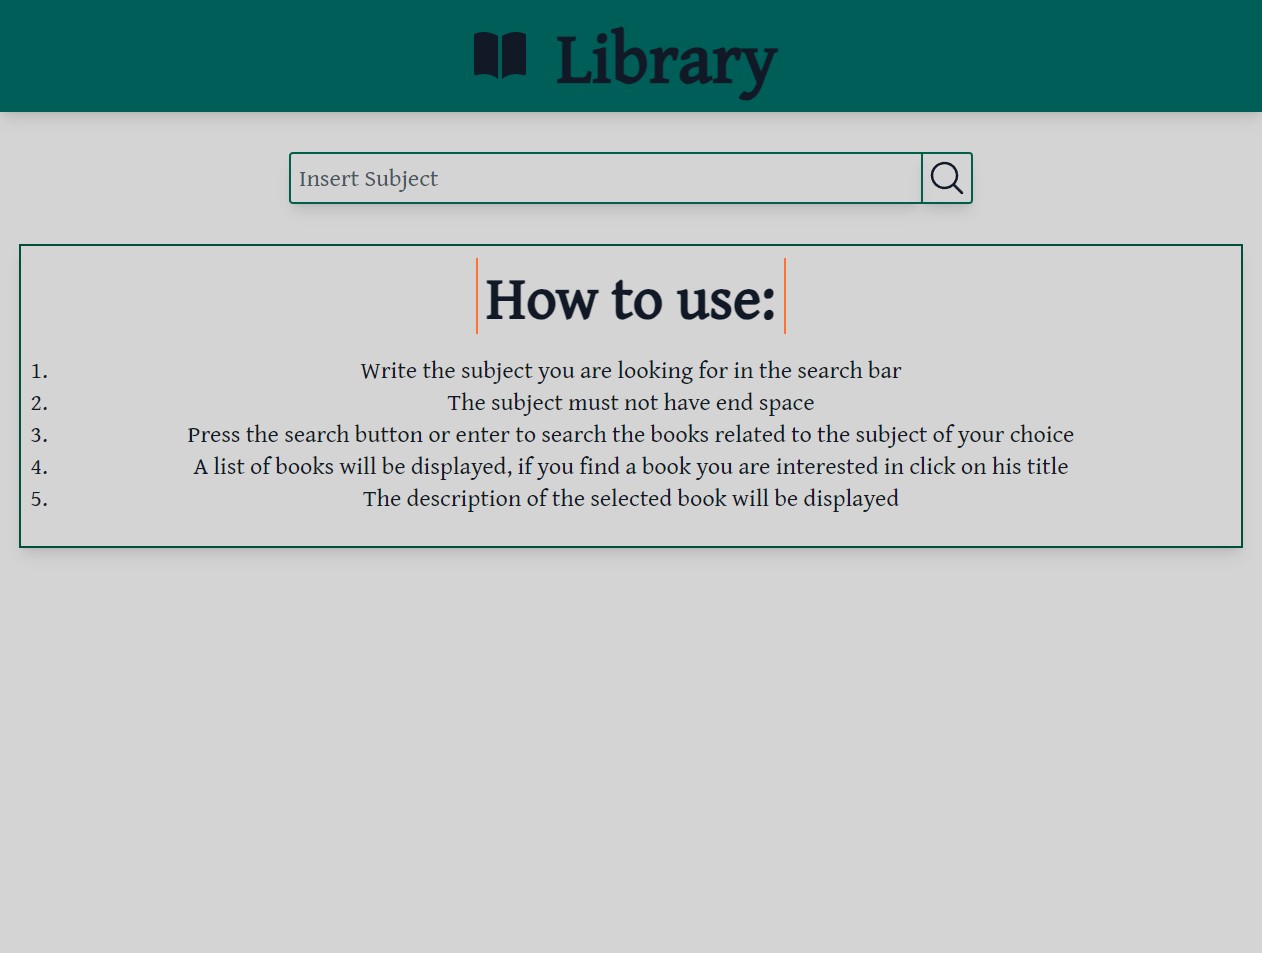 Library
Insert Subject
How to use:
1. Write the subject you are looking for in the search bar
2. The subject must not have end space
3. Press the search button or enter to search the books related to the subject of your choice
4. A list of books will be displayed, if you find a book you are interested in click on his title
5. The description of the selected book will be displayed